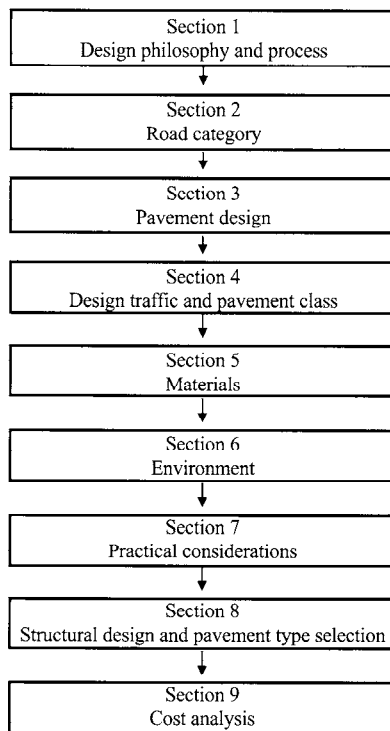 Section 1
Design philosophy and process
Section 2
Road category
Section 3
Pavement design
Section 4
Design traffic and pavement class
Section 5
Materials
Section 6
Environment
Section 7
Practical considerations
Section 8
Structural design and pavement type selection
Section 9
Cost analysis